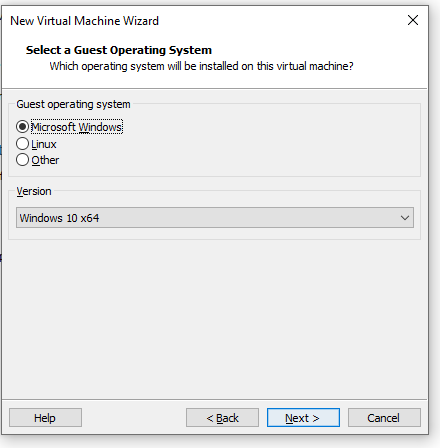 New Virtual Machine Wizard
Select a Guest Operating System
Which operating system will be installed on this virtual machine?
Guest operating system
Microsoft Windows
Linux
Other
Version
Windows 10 x64
Help
< Back
Next >
Cancel